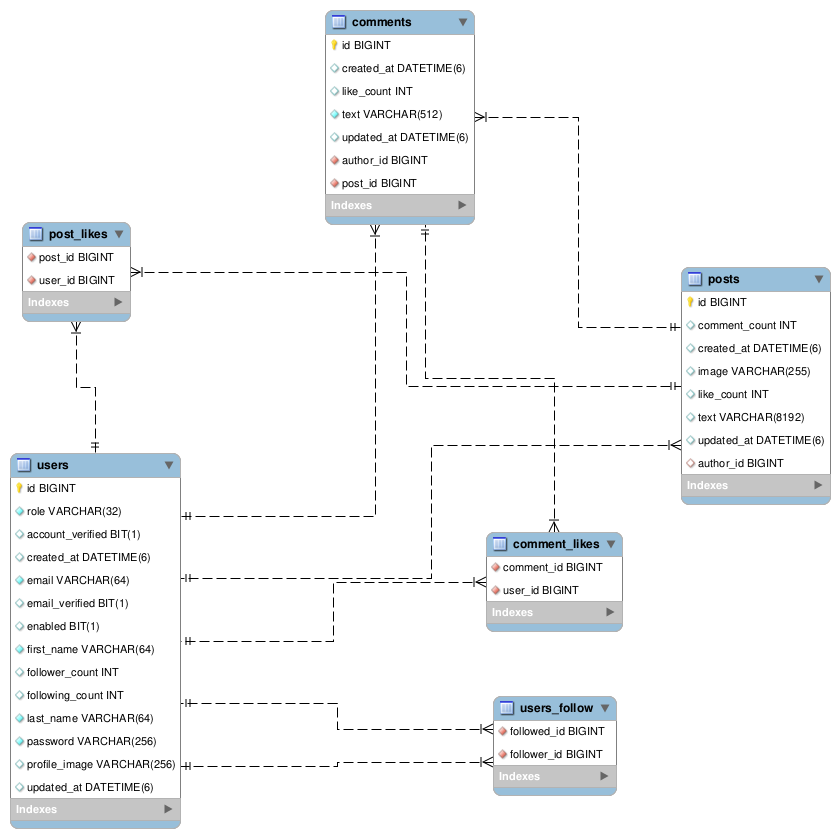 comments
id BIGINT
created_at DATETIME(6)
like_count INT
text VARCHAR(512)
updated_at DATETIME(6)
author_id BIGINT
post_id BIGINT
Indexes
post_likes
post_id BIGINT
user_id BIGINT
Indexes
posts
id BIGINT
comment_count INT
created_at DATETIME(6)
image VARCHAR(255)
like_count INT
text VARCHAR(8192)
updated_at DATETIME(6)
author_id BIGINT
Indexes
users
id BIGINT
role VARCHAR(32)
account_verified BIT(1)
created_at DATETIME(6)
email VARCHAR(64)
email_verified BIT(1)
enabled BIT(1)
first_name VARCHAR(64)
follower_count INT
following_count INT
last_name VARCHAR(64)
password VARCHAR(256)
profile_image VARCHAR(256)
updated_at DATETIME(6)
Indexes
comment_likes
comment_id BIGINT
user_id BIGINT
Indexes
users_follow
followed_id BIGINT
follower_id BIGINT
Indexes